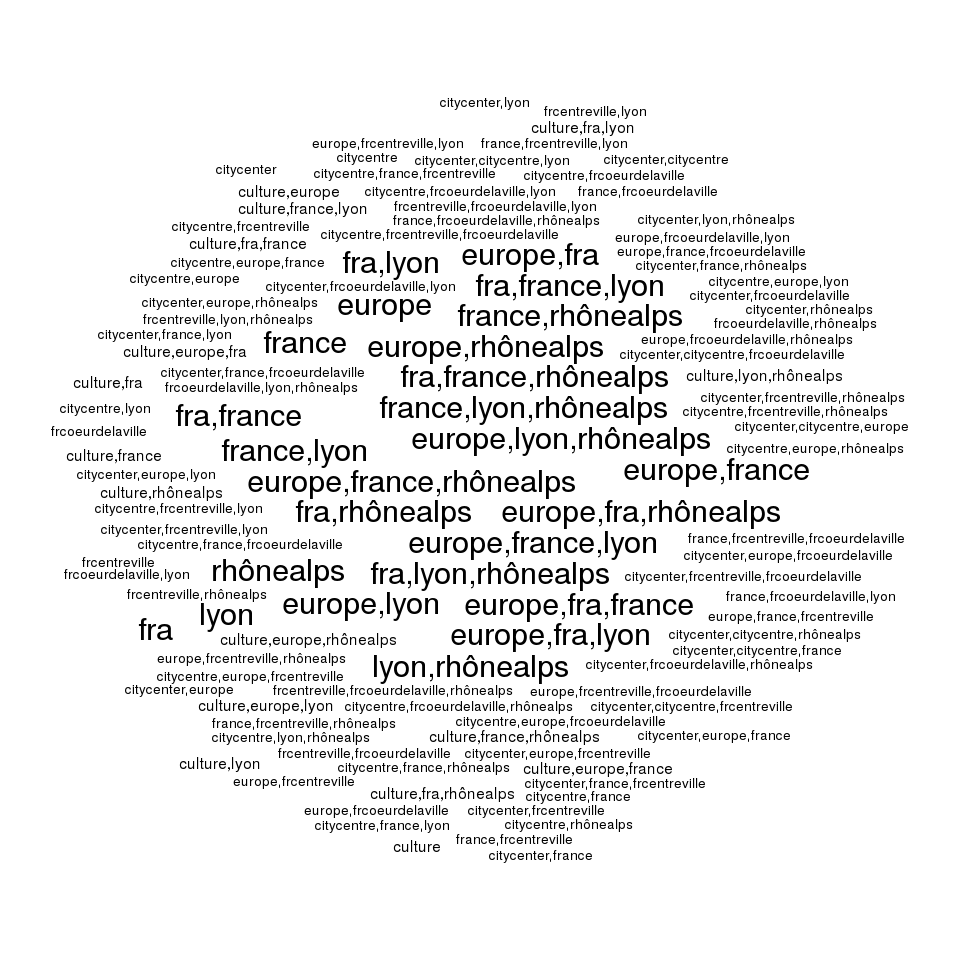 citycenter,lyon
frcentreville,lyon
culture,fra,lyon
europe,frcentreville,lyon france,frcentreville,lyon
citycentre citycenter,citycentre,lyon citycenter,citycentre
citycenter citycentre,france,frcentreville citycentre,frcoeurdelaville
culture,europe citycentre,frcoeurdelaville,lyon france,frcoeurdelaville
culture,france,lyon frcentreville,frcoeurdelaville,lyon
france,frcoeurdelaville,rhônealps citycenter,lyon,rhônealps
citycentre,frcentreville citycentre,frcentreville,frcoeurdelaville europe,frcoeurdelaville,lyon
culture,fra,france europe,fra europe,france,frcoeurdelaville
citycentre,europe,france fra,lyon citycenter,france,rhônealps
citycentre,europe citycenter,frcoeurdelaville,lyon fra,france,lyon citycentre,europe,lyon
citycenter,frcoeurdelaville
citycenter,europe,rhônealps europe citycenter,rhônealps
frcentreville,lyon,rhônealps france,rhônealps frcoeurdelaville,rhônealps
citycenter,france,lyon france europe,frcoeurdelaville,rhônealps
culture,europe,fra europe,rhônealps citycenter,citycentre,frcoeurdelaville
citycenter,france,frcoeurdelaville
culture,fra frcoeurdelaville,lyon,rhônealps fra,france,rhônealps culture,lyon,rhônealps
citycenter,frcentreville,rhônealps
citycentre,lyon fra,france france,lyon,rhônealps citycentre,frcentreville,rhônealps
frcoeurdelaville citycenter,citycentre,europe
europe,lyon,rhônealps
culture,france france,lyon citycentre,europe,rhônealps
citycenter,europe,lyon europe,france
culture,rhônealps europe,france,rhônealps
citycentre,frcentreville,lyon fra,rhônealps europe,fra,rhônealps
citycenter,frcentreville,lyon
citycentre,france,frcoeurdelaville europe,france,lyon france,frcentreville,frcoeurdelaville
citycenter,europe,frcoeurdelaville
frcentreville
frcoeurdelaville,lyon rhônealps fra,lyon,rhônealps citycenter,frcentreville,frcoeurdelaville
frcentreville,rhônealps france,frcoeurdelaville,lyon
lyon europe,lyon europe,fra,france europe,france,frcentreville
fra culture,europe,rhônealps europe,fra,lyon citycenter,citycentre,rhônealps
citycenter,citycentre,france
europe,frcentreville,rhônealps lyon,rhônealps citycenter,frcoeurdelaville,rhônealps
citycentre,europe,frcentreville
citycenter,europe frcentreville,frcoeurdelaville,rhônealps europe,frcentreville,frcoeurdelaville
culture,europe,lyon citycentre,frcoeurdelaville,rhônealps citycenter,citycentre,frcentreville
france,frcentreville,rhônealps citycentre,europe,frcoeurdelaville
citycentre,lyon,rhônealps culture,france,rhônealps citycenter,europe,france
frcentreville,frcoeurdelaville citycenter,europe,frcentreville
culture,lyon citycentre,france,rhônealps culture,europe,france
europe,frcentreville citycenter,france,frcentreville
culture,fra,rhônealps citycentre,france
europe,frcoeurdelaville citycenter,frcentreville
citycentre,france,lyon citycentre,rhônealps
culture france,frcentreville
citycenter,france